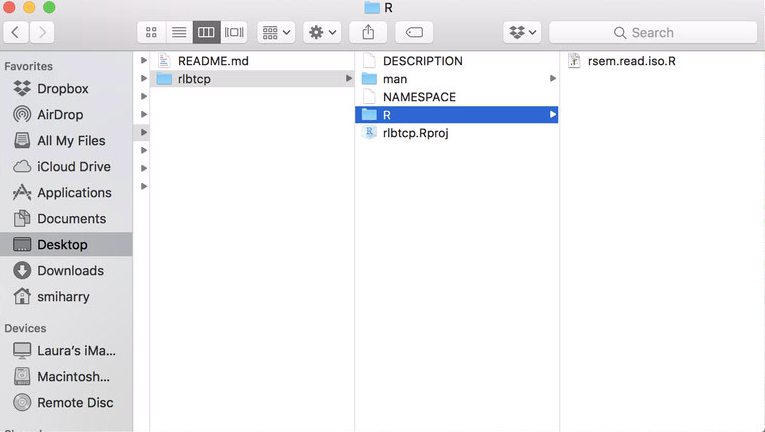 R
Search
Favorites
Dropbox
AirDrop
All My Files
iCloud Drive
Applications
Documents
Desktop
Downloads
smiharry
Devices
Laura's iMa...
Macintosh...
Remote Disc
README.md
rlbtcp
DESCRIPTION
man
NAMESPACE
R
rlbtcp.Rproj
rsem.read.iso.R